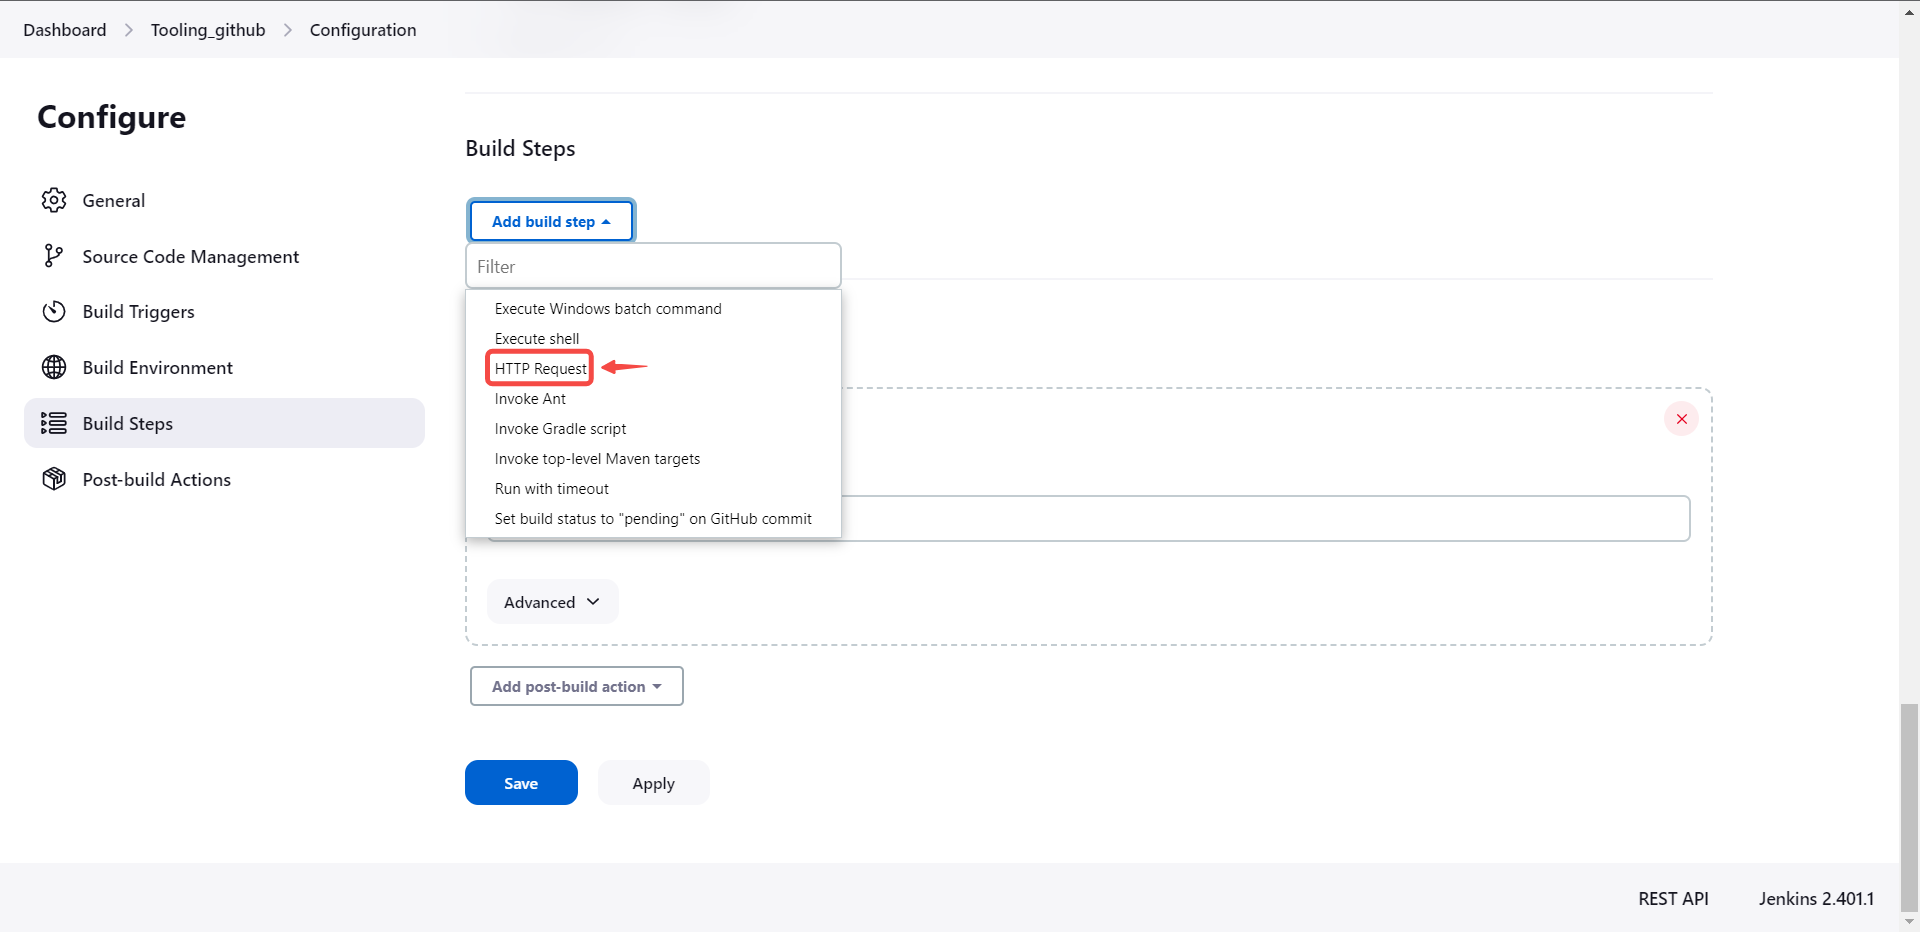 Dashboard
Tooling_github
Configuration
Configure
General
Source Code Management
Build Triggers
Build Environment
Build Steps
Post-build Actions
Build Steps
Add build step
Filter
Execute Windows batch command
Execute shell
HTTP Request
Invoke Ant
Invoke Gradle script
Invoke top-level Maven targets
Run with timeout
Set build status to "pending" on GitHub commit
Advanced
Add post-build action
Save
Apply
REST API
Jenkins 2.401.1